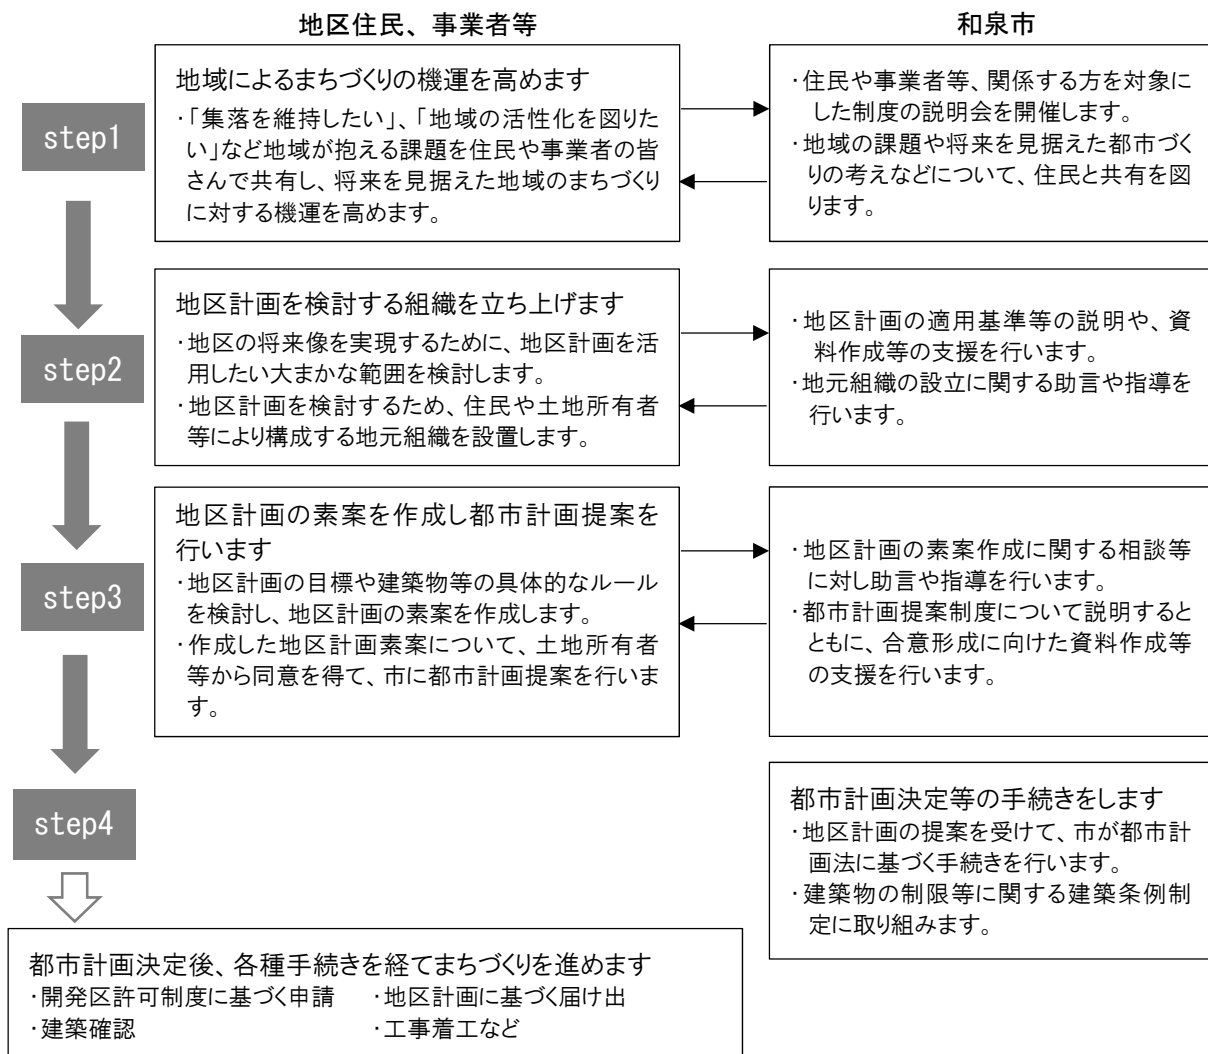 地区住民、事業者等
和泉市
step1
地域によるまちづくりの機運を高めます
・「集落を維持したい」、「地域の活性化を図りた
い」など地域が抱える課題を住民や事業者の皆
さんで共有し、将来を見据えた地域のまちづくり
に対する機運を高めます。
・住民や事業者等、関係する方を対象に
した制度の説明会を開催します。
・地域の課題や将来を見据えた都市づく
りの考えなどについて、住民と共有を図
ります。
step2
地区計画を検討する組織を立ち上げます
・地区の将来像を実現するために、地区計画を活
用したい大まかな範囲を検討します。
・地区計画を検討するため、住民や土地所有者
等により構成する地元組織を設置します。
・地区計画の適用基準等の説明や、資
料作成等の支援を行います。
・地元組織の設立に関する助言や指導を
行います。
step3
地区計画の素案を作成し都市計画提案を
行います
・地区計画の目標や建築物等の具体的なルール
を検討し、地区計画の素案を作成します。
・作成した地区計画素案について、土地所有者
等から同意を得て、市に都市計画提案を行いま
す。
・地区計画の素案作成に関する相談等
に対し助言や指導を行います。
・都市計画提案制度について説明すると
ともに、合意形成に向けた資料作成等
の支援を行います。
step4
都市計画決定等の手続きをします
・地区計画の提案を受けて、市が都市計
画法に基づく手続きを行います。
・建築物の制限等に関する建築条例制
定に取り組みます。
都市計画決定後、各種手続きを経てまちづくりを進めます
・開発区許可制度に基づく申請 ・地区計画に基づく届け出
・建築確認 ・工事着工など